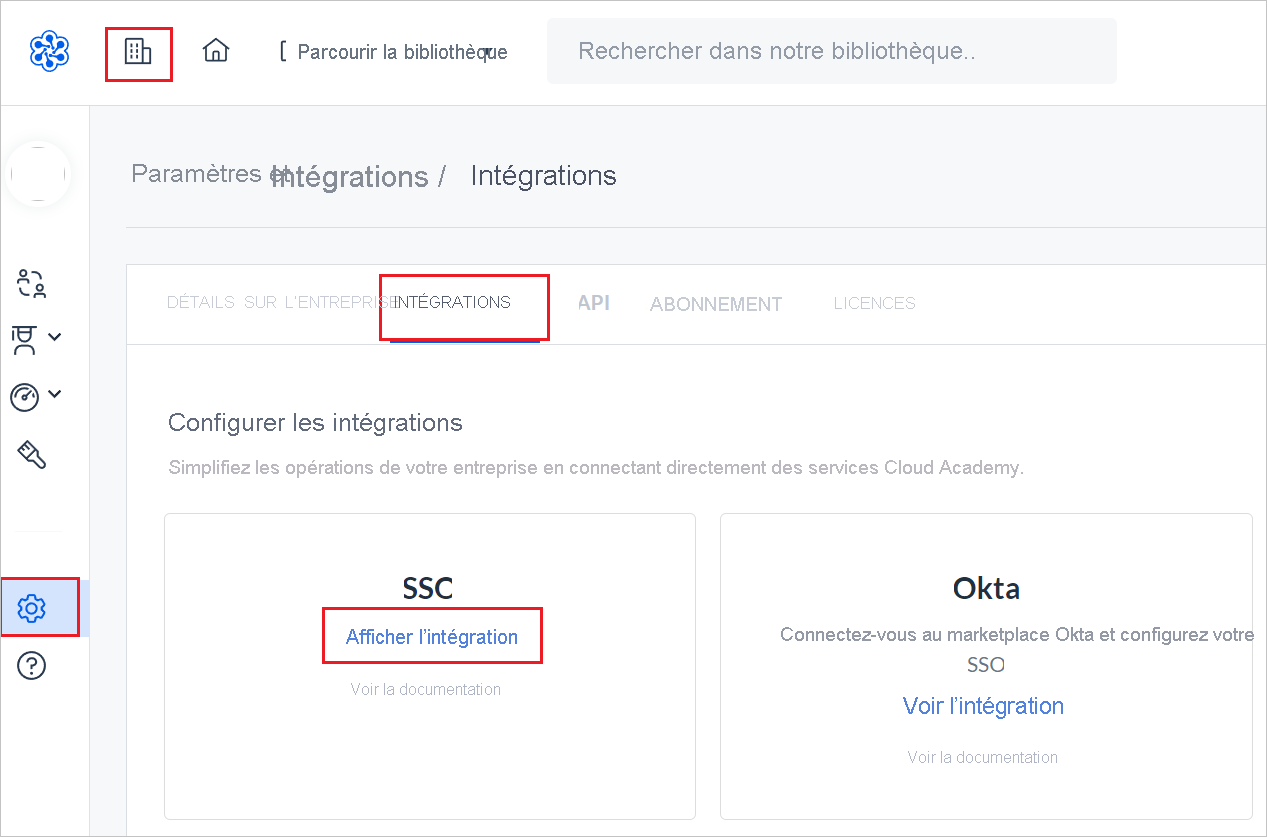 Parcourir la bibliothèque
Rechercher dans notre bibliothèque..
Paramètres et Intégrations / Intégrations
DÉTAILS SUR L'ENTREPRISE INTÉGRATIONS API ABONNEMENT LICENCES
Configurer les intégrations
Simplifiez les opérations de votre entreprise en connectant directement des services Cloud Academy.
SSC
Afficher l'intégration
Voir la documentation
Okta
Connectez-vous au marketplace Okta et configurez votre
SSO
Voir l'intégration
Voir la documentation